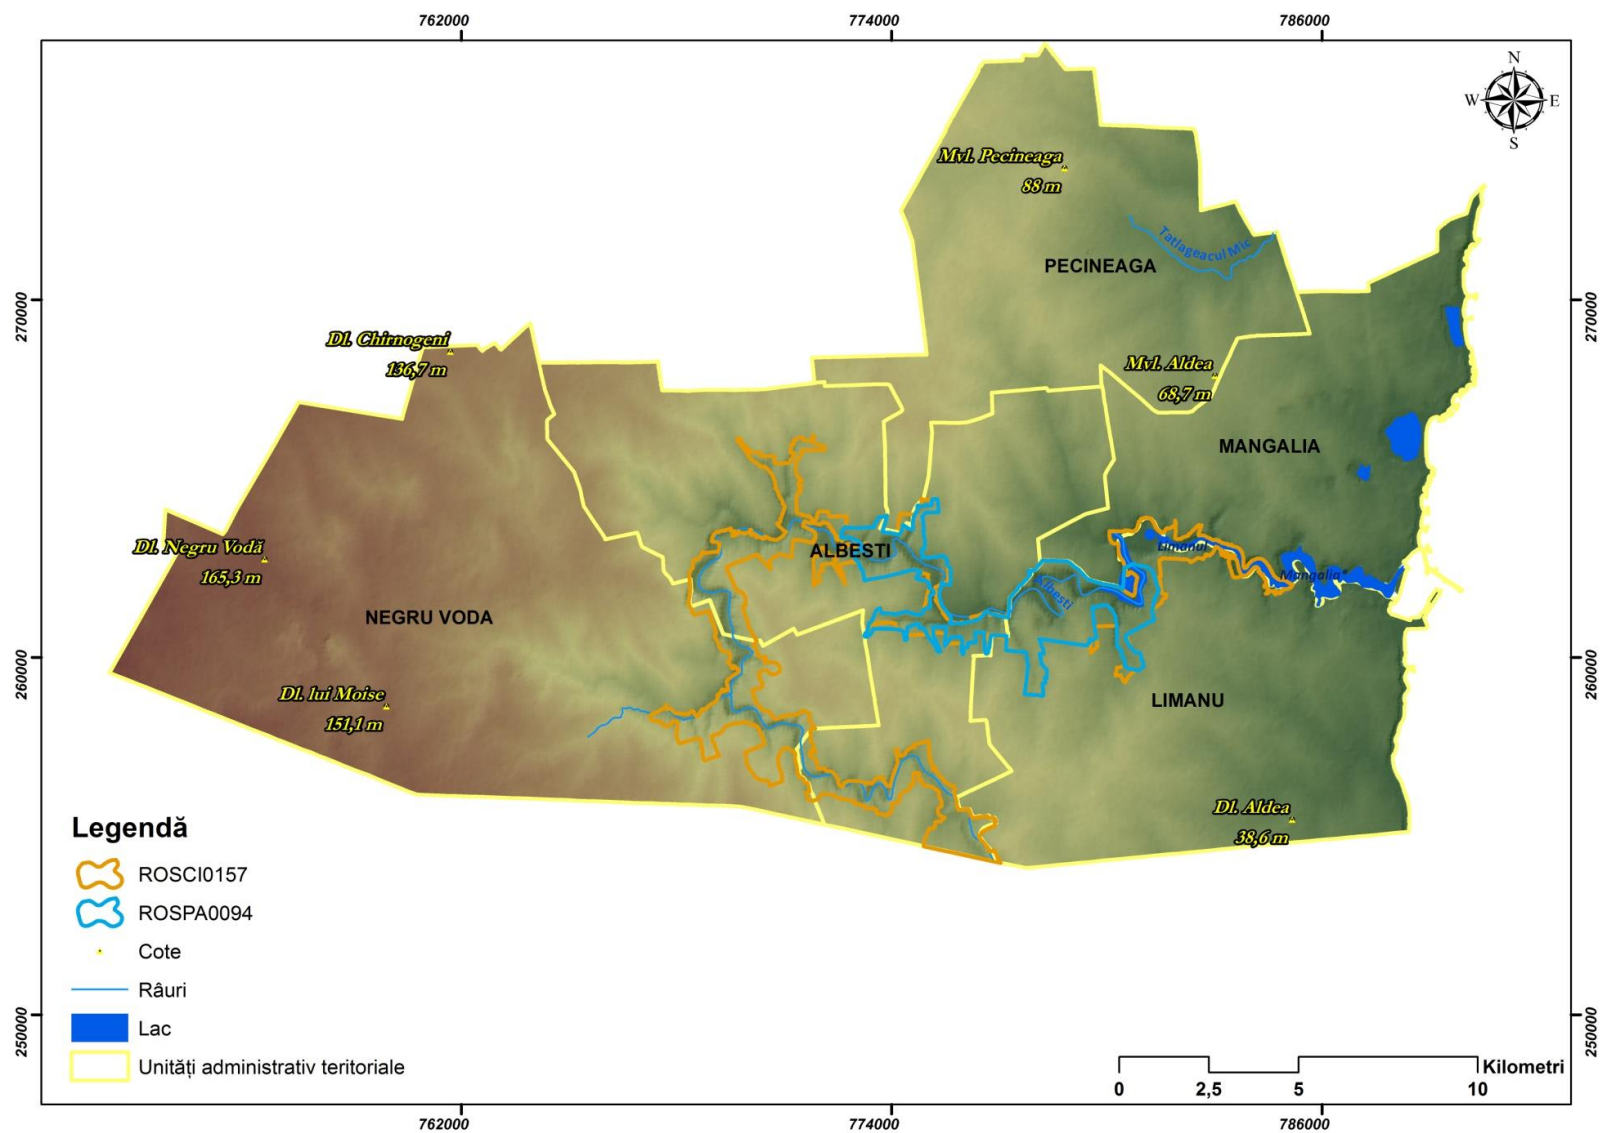 762000
774000
786000
N
W
E
S
Mvl. Pecineaga
88 m
Tatlageacul Mic
PECINEAGA
270000
270000
Dl. Chirnogeni
136,7 m
Mvl. Aldea
68,7 m
MANGALIA
Dl. Negru Vodă
165,3 m
ALBESTI
Limanu
Mangalia*
Albesti
NEGRU VODA
260000
260000
Dl. lui Moise
151,1 m
LIMANU
Dl. Aldea
38,6 m
Legendă
ROSCI0157
ROSPA0094
Cote
Râuri
Lac
Unități administrativ teritoriale
250000
250000
Kilometri
0
2,5
5
10
762000
774000
786000